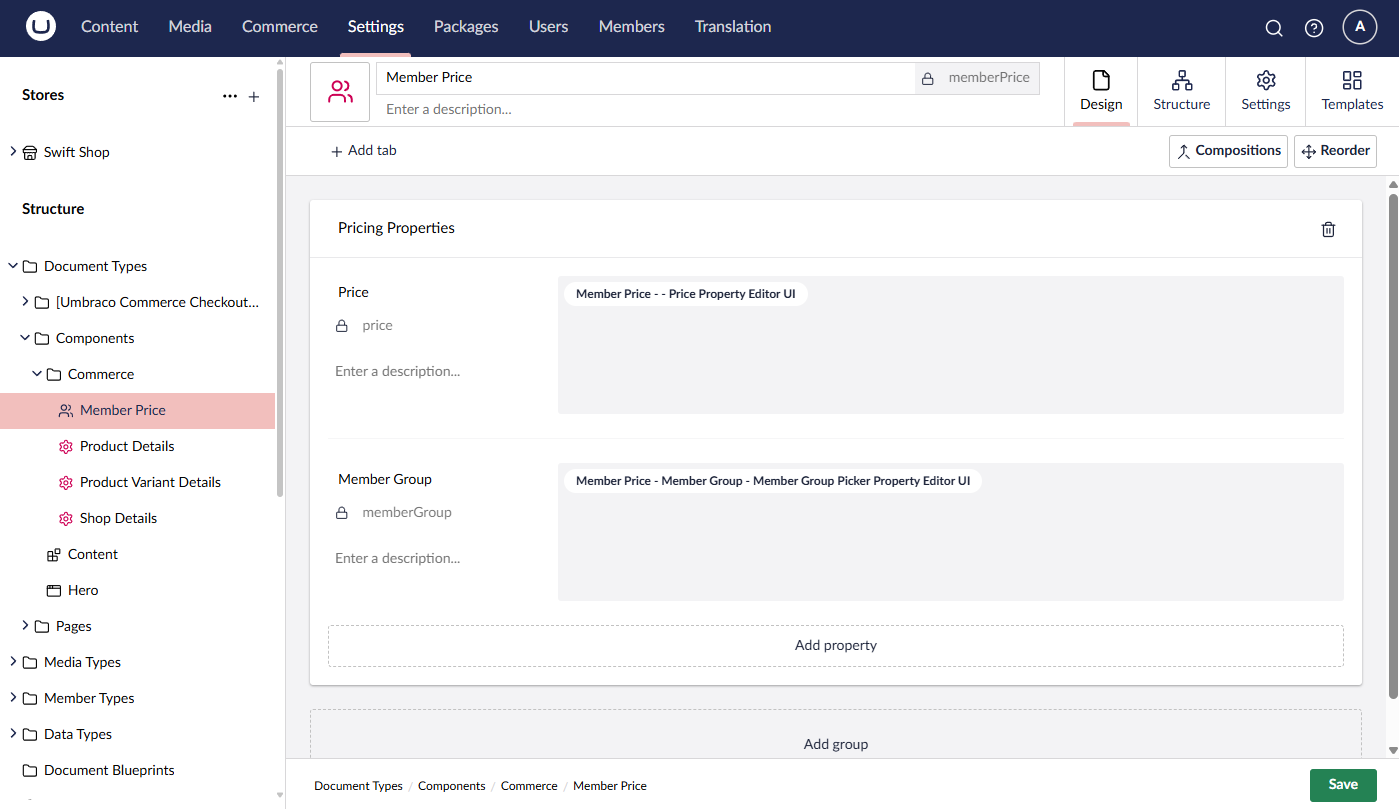 Content Media Commerce Settings Packages Users Members Translation A
Stores
Swift Shop
Structure
Document Types
[Umbraco Commerce Checkout...
Components
Commerce
Member Price
Product Details
Product Variant Details
Shop Details
Content
Hero
Pages
Media Types
Member Types
Data Types
Document Blueprints
Member Price memberPrice
Enter a description...
Design Structure Settings Templates
Add tab Compositions Reorder
Pricing Properties
Price
price
Enter a description...
Member Price - - Price Property Editor UI
Member Group
memberGroup
Enter a description...
Member Price - Member Group - Member Group Picker Property Editor UI
Add property
Add group
Document Types / Components / Commerce / Member Price Save